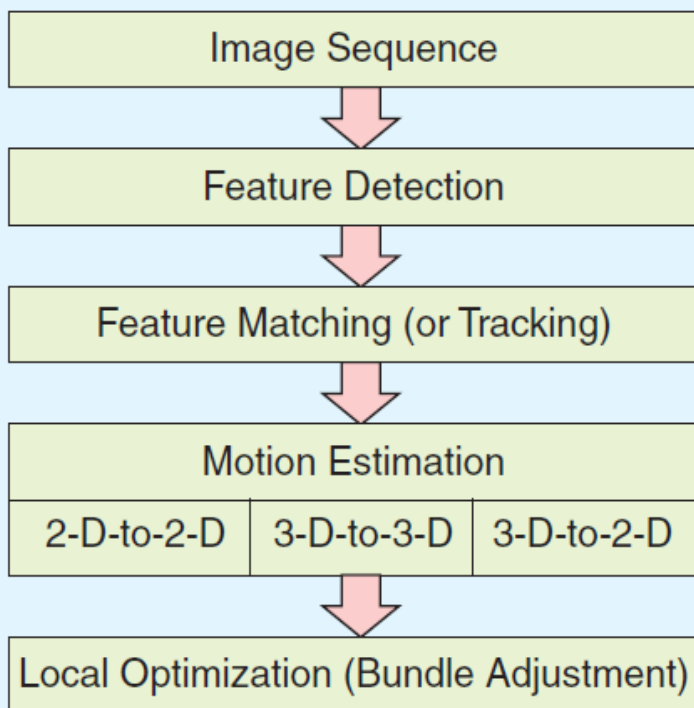 Image Sequence
Feature Detection
Feature Matching (or Tracking)
Motion Estimation
2-D-to-2-D 3-D-to-3-D 3-D-to-2-D
Local Optimization (Bundle Adjustment)